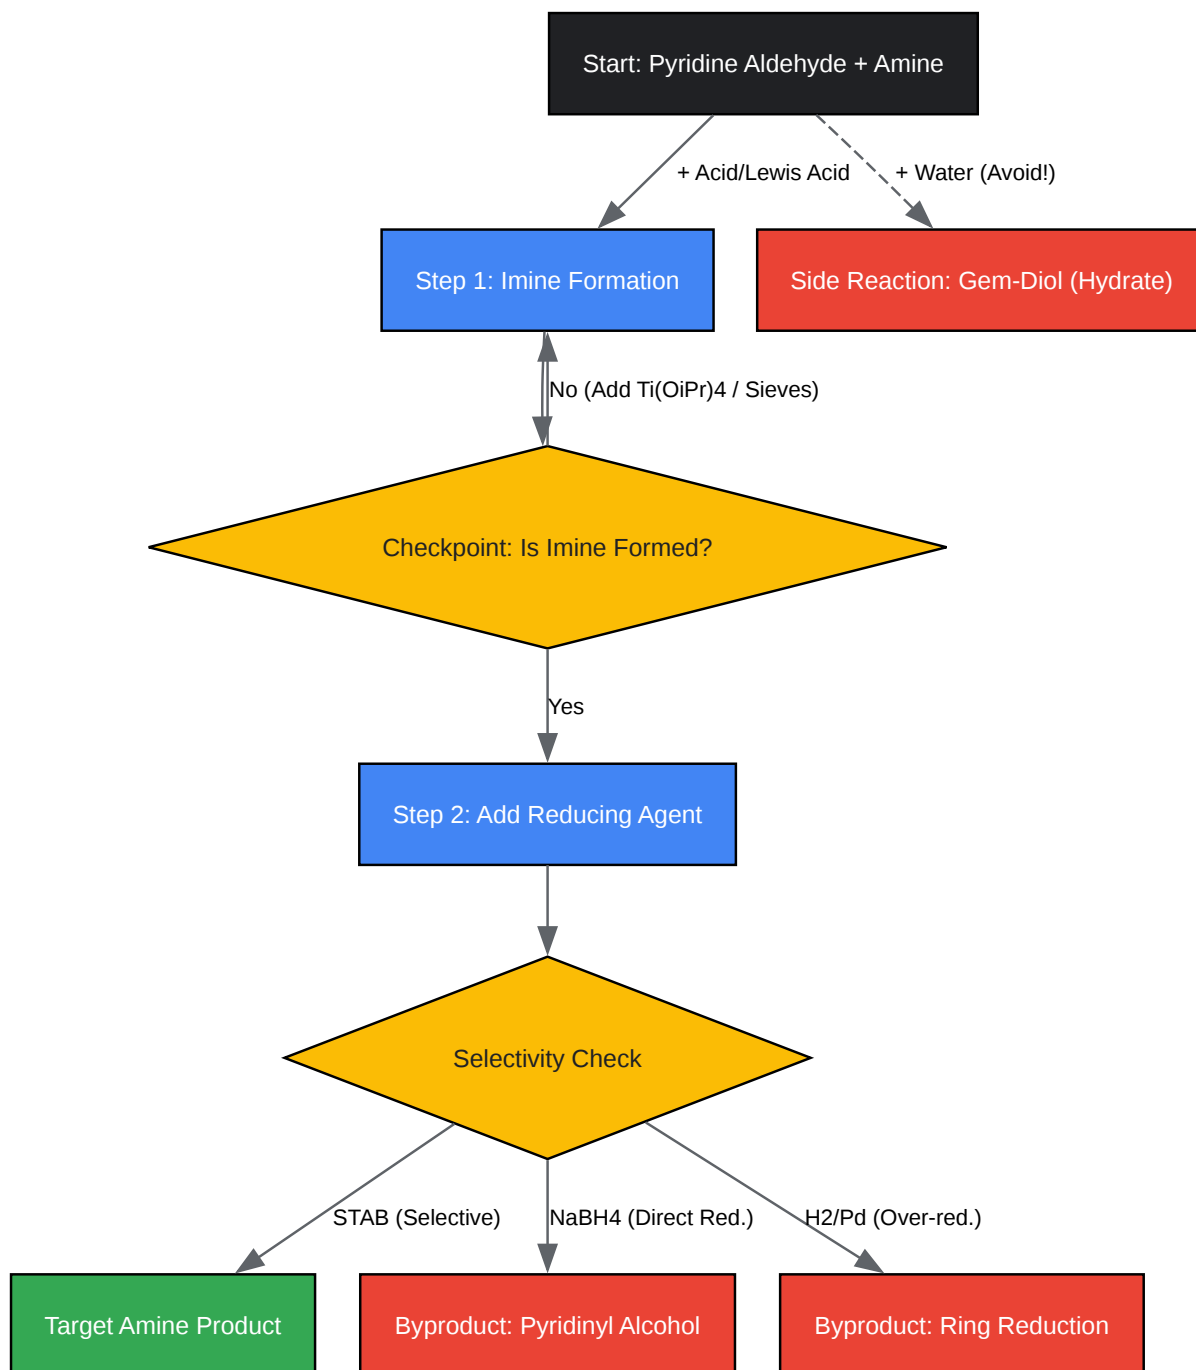 Start: Pyridine Aldehyde + Amine
+ Acid/Lewis Acid
+ Water (Avoid!)
Step 1: Imine Formation
Side Reaction: Gem-Diol (Hydrate)
No (Add Ti(OiPr)4 / Sieves)
Checkpoint: Is Imine Formed?
Yes
Step 2: Add Reducing Agent
Selectivity Check
STAB (Selective)
NaBH4 (Direct Red.)
H2/Pd (Over-red.)
Target Amine Product
Byproduct: Pyridinyl Alcohol
Byproduct: Ring Reduction